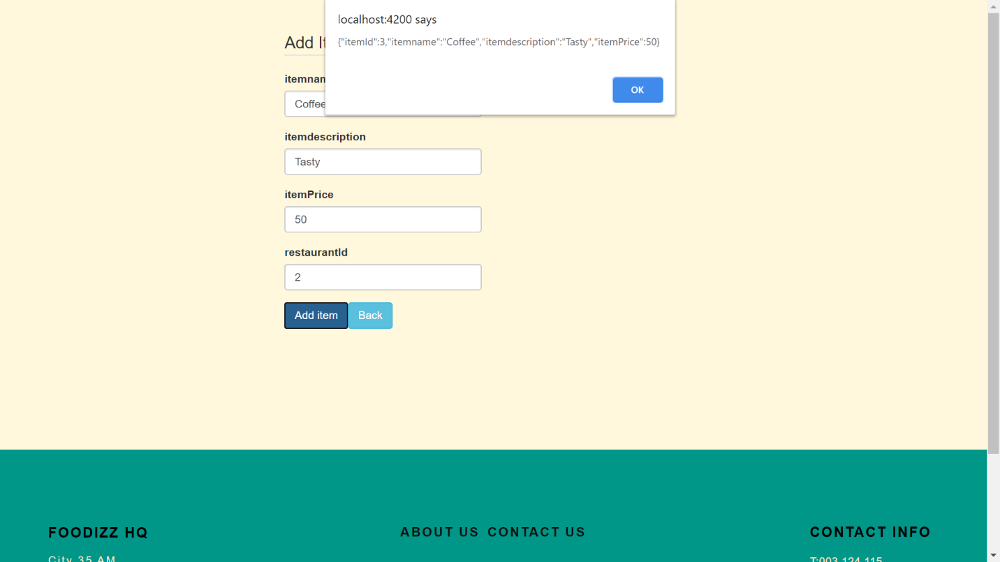 localhost:4200 says
{"itemId":3,"itemname":"Coffee","itemdescription":"Tasty","itemPrice":50}
OK
Add It
itemnam
Coffee
itemdescription
Tasty
itemPrice
50
restaurantId
2
Add item Back
FOODIZZ HQ ABOUT US CONTACT US CONTACT INFO
City 35 AM T:003 124 115